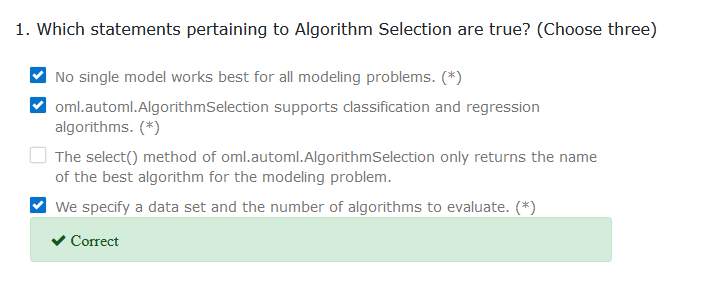 1. Which statements pertaining to Algorithm Selection are true? (Choose three)
No single model works best for all modeling problems. (*)
oml.automl.AlgorithmSelection supports classification and regression
algorithms. (*)
The select() method of oml.automl.AlgorithmSelection only returns the name
of the best algorithm for the modeling problem.
We specify a data set and the number of algorithms to evaluate. (*)
Correct